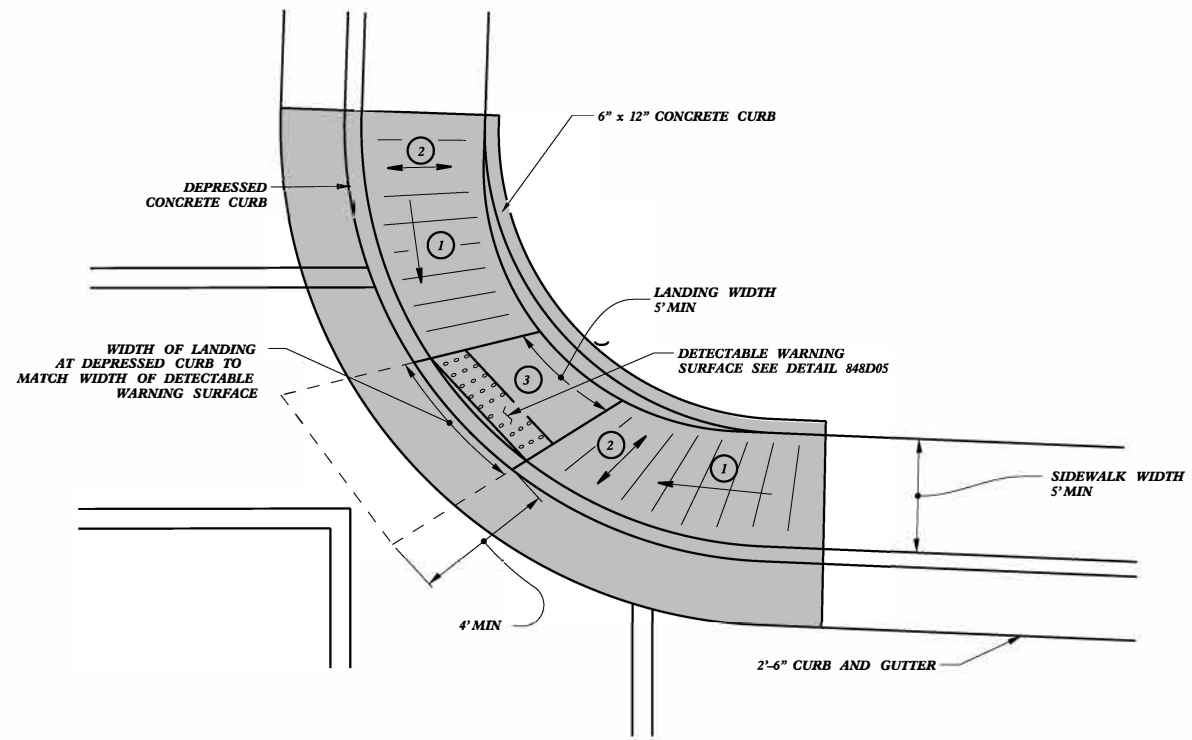 6" x 12" CONCRETE CURB
2
DEPRESSED
CONCRETE CURB
1
LANDING WIDTH
5' MIN
WIDTH OF LANDING
AT DEPRESSED CURB TO
MATCH WIDTH OF DETECTABLE
WARNING SURFACE
DETECTABLE WARNING
SURFACE SEE DETAIL 848D05
3
2
1
SIDEWALK WIDTH
5' MIN
4' MIN
2'-6" CURB AND GUTTER